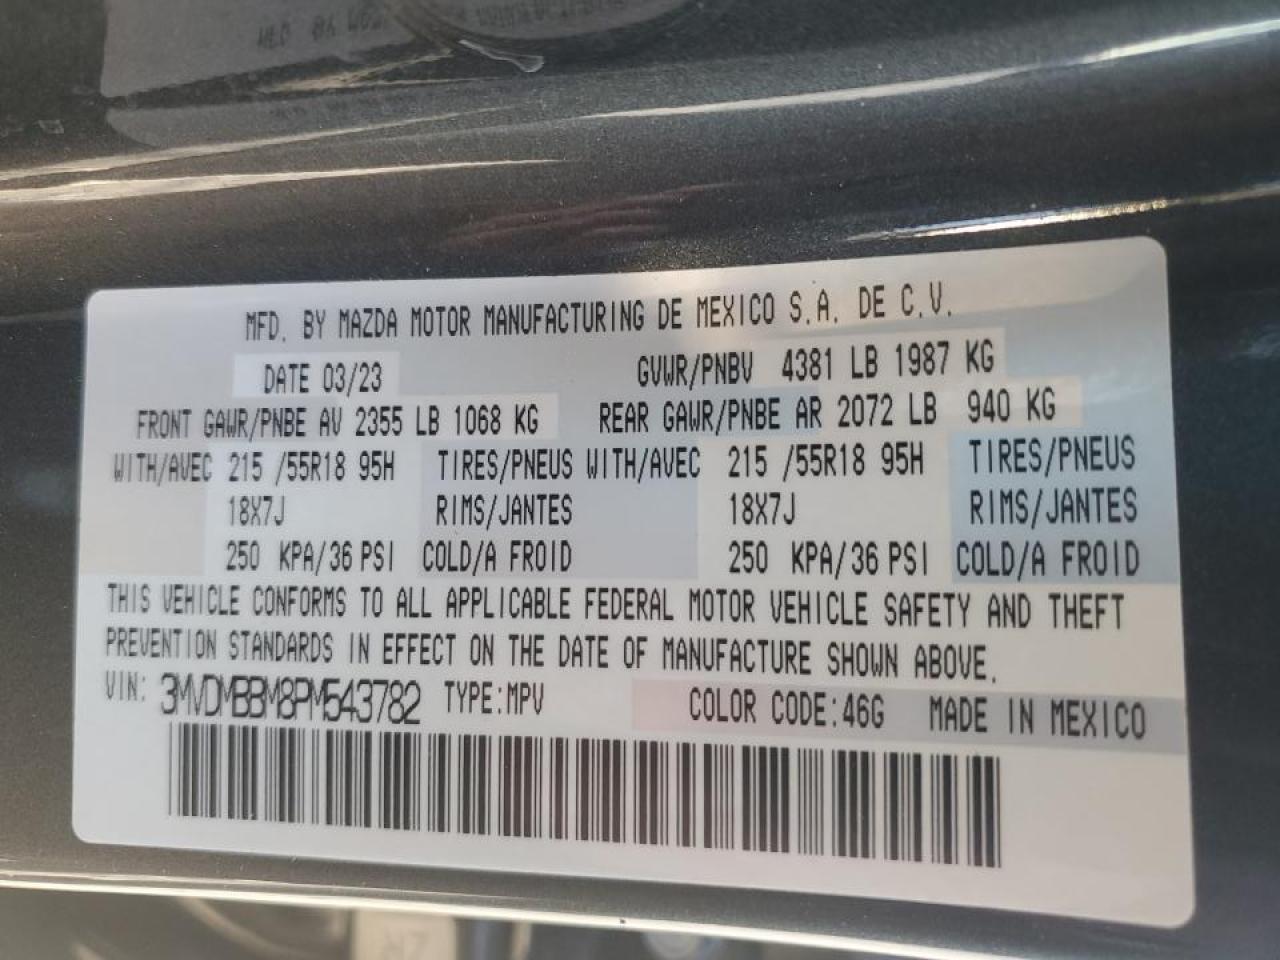 MFD. BY MAZDA MOTOR MANUFACTURING DE MEXICO S.A. DE C.V.
DATE 03/23 GVWR/PNBV 4381 LB 1987 KG
FRONT GAWR/PNBE AV 2355 LB 1068 KG REAR GAWR/PNBE AR 2072 LB 940 KG
WITH/AVEC 215 /55R18 95H TIRES/PNEUS WITH/AVEC 215 /55R18 95H TIRES/PNEUS
18X7J RIMS/JANTES 18X7J RIMS/JANTES
250 KPA/36 PSI COLD/A FROID 250 KPA/36 PSI COLD/A FROID
THIS VEHICLE CONFORMS TO ALL APPLICABLE FEDERAL MOTOR VEHICLE SAFETY AND THEFT
PREVENTION STANDARDS IN EFFECT ON THE DATE OF MANUFACTURE SHOWN ABOVE.
VIN: 3MVDMBBM8PM543782 TYPE:MPV COLOR CODE:46G MADE IN MEXICO